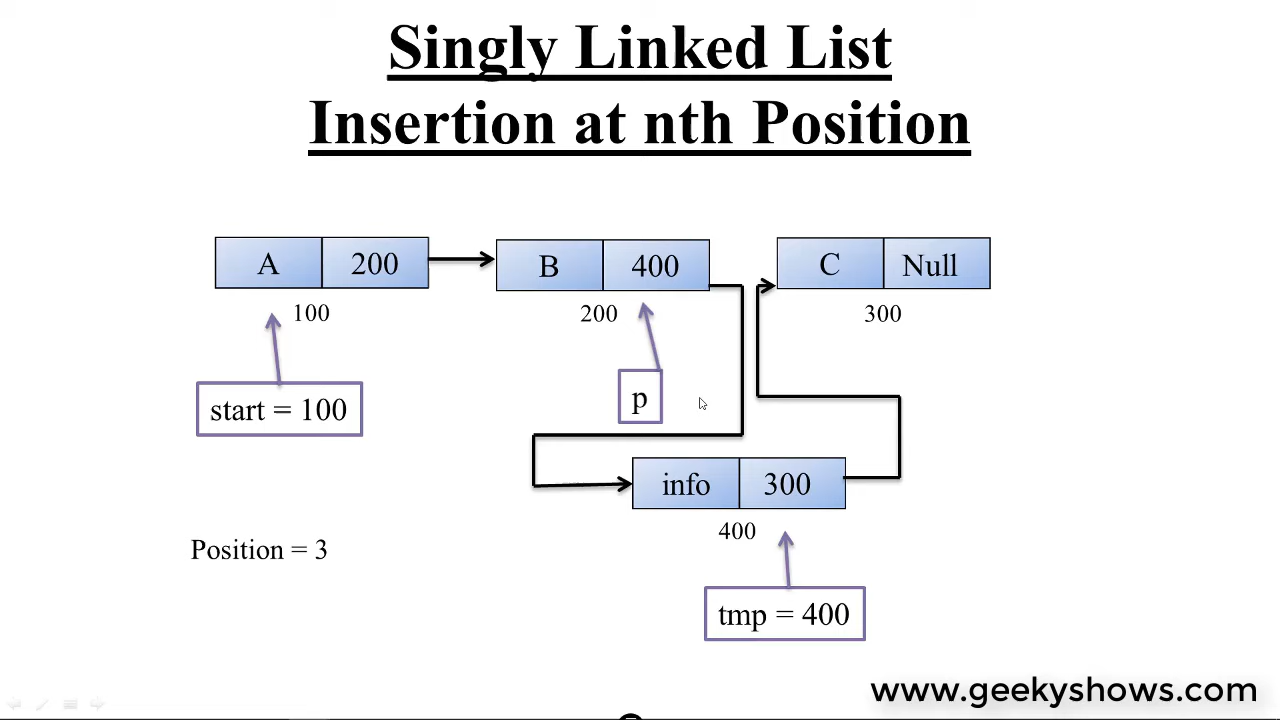 Singly Linked List
Insertion at nth Position
A 200
B 400
C Null
100
200
300
start = 100
p
info 300
400
Position = 3
tmp = 400
www.geekyshows.com